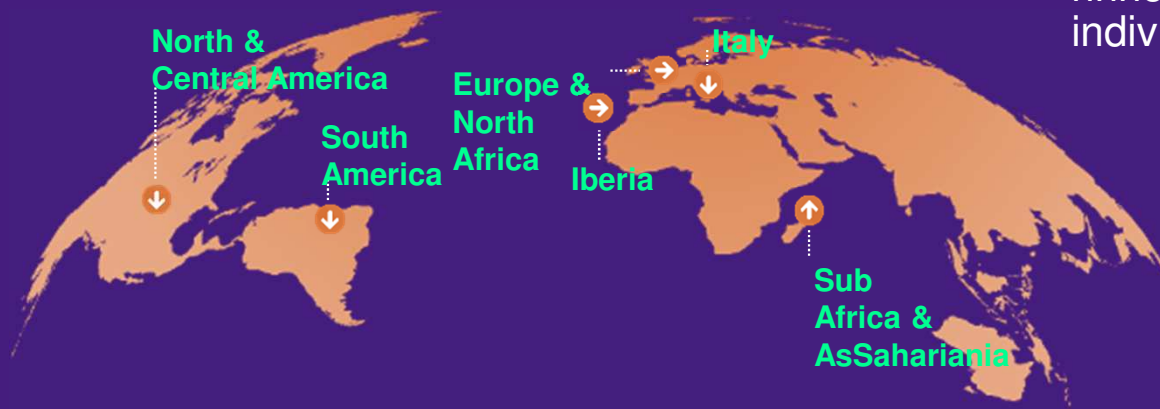 indiv
North &
Central America
Italy
Europe &
North
Africa
South
America
Iberia
Sub
Africa &
AsSahariania